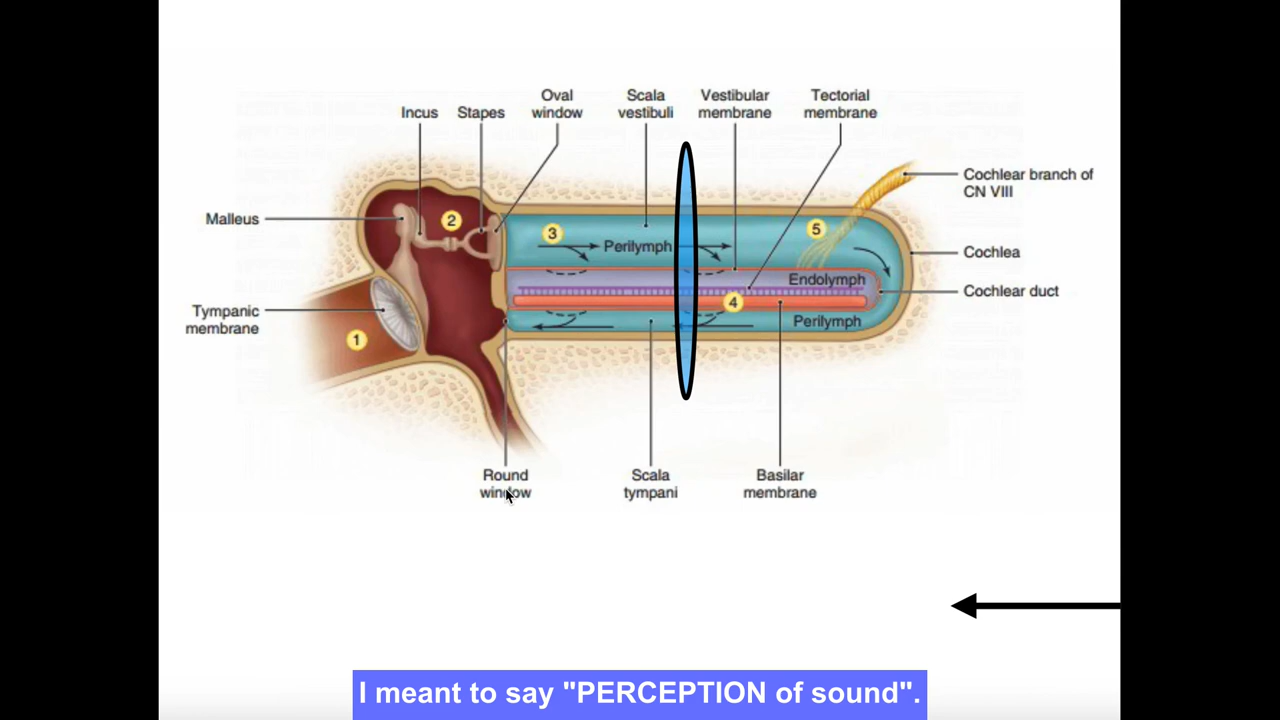 Oval
window
Scala
vestibuli
Vestibular
membrane
Tectorial
membrane
Incus
Stapes
Cochlear branch of
CN VIII
Malleus
2
3
5
Perilymph
Cochlea
Endolymph
Cochlear duct
4
Tympanic
membrane
Perilymph
1
Round
window
Scala
tympani
Basilar
membrane
I meant to say "PERCEPTION of sound".